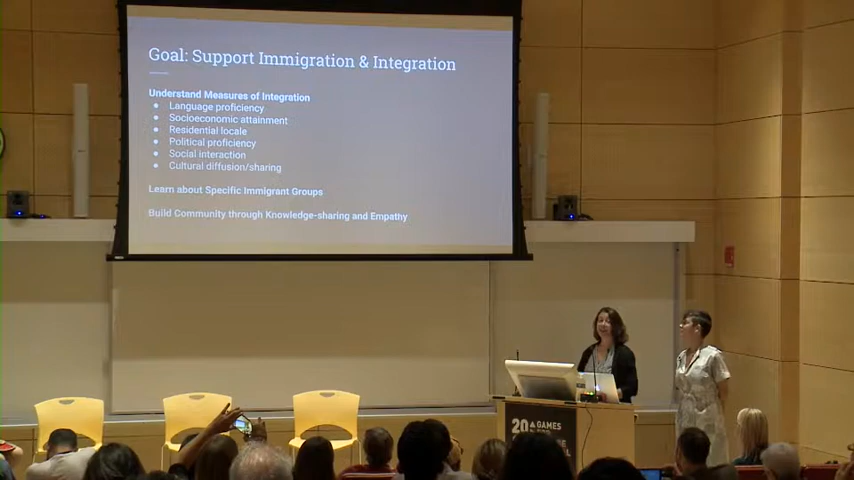 Goal: Support Immigration & Integration
Understand Measures of Integration
● Language proficiency
● Socioeconomic attainment
● Residential locale
● Political proficiency
● Social interaction
● Cultural diffusion/sharing
Learn about Specific Immigrant Groups
Build Community through Knowledge-sharing and Empathy
20 GAMES